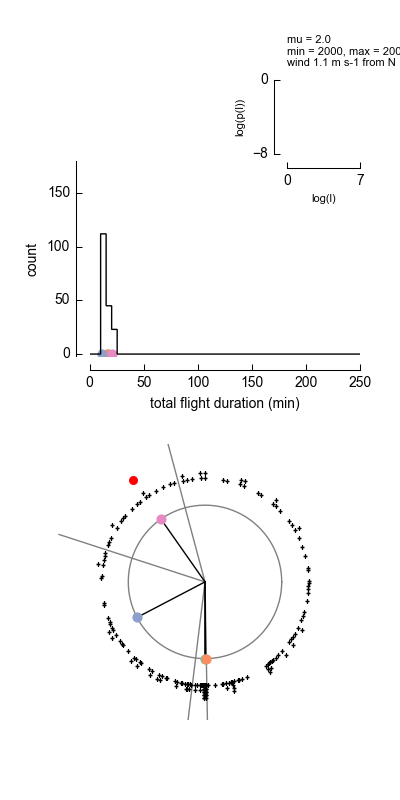 mu = 2.0
min = 2000, max = 200
wind 1.1 m s-1 from N
0
log(p(l))
−8
0 7
log(l)
150
100
50
0
count
0 50 100 150 200 250
total flight duration (min)